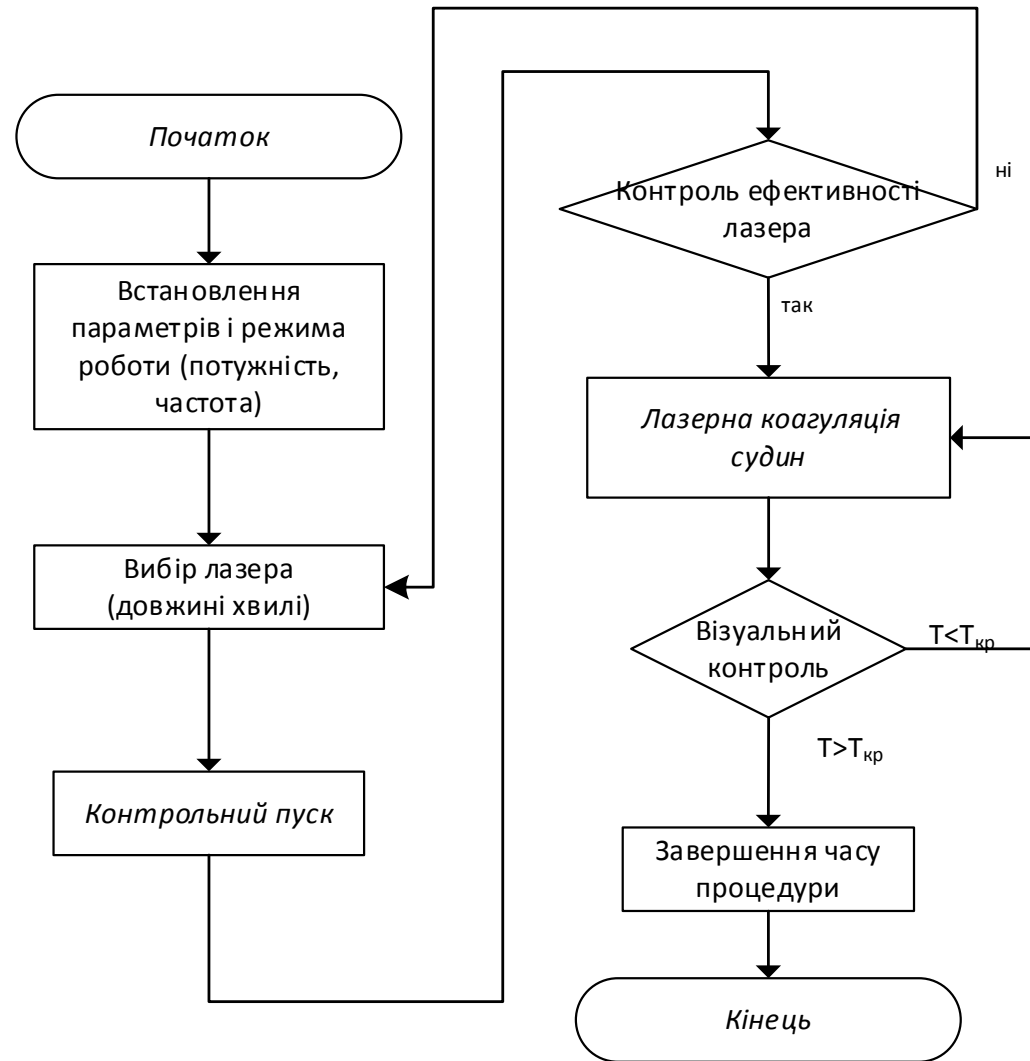 Початок
Встановлення
параметрів і режима
роботи (потужність,
частота)
Вибір лазера
(довжині хвилі)
Контрольний пуск
Контроль ефективності
лазера
ні
так
Лазерна коагуляція
судин
Візуальний
контроль
T<Tкр
T>Tкр
Завершення часу
процедури
Кінець